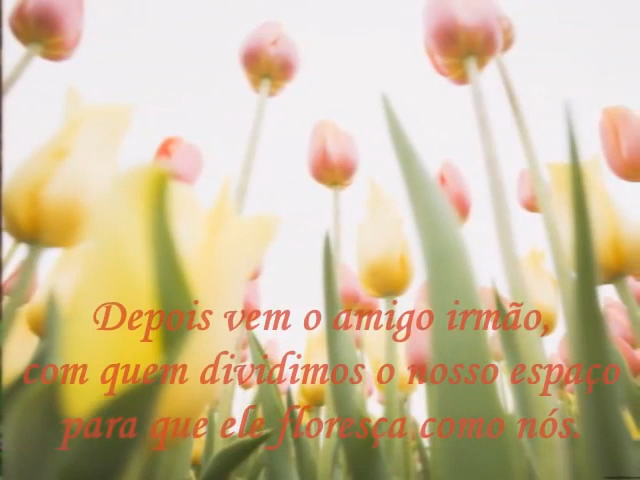 Depois vem o amigo irmão,
com quem dividimos o nosso espaço
para que ele floresça como nós.